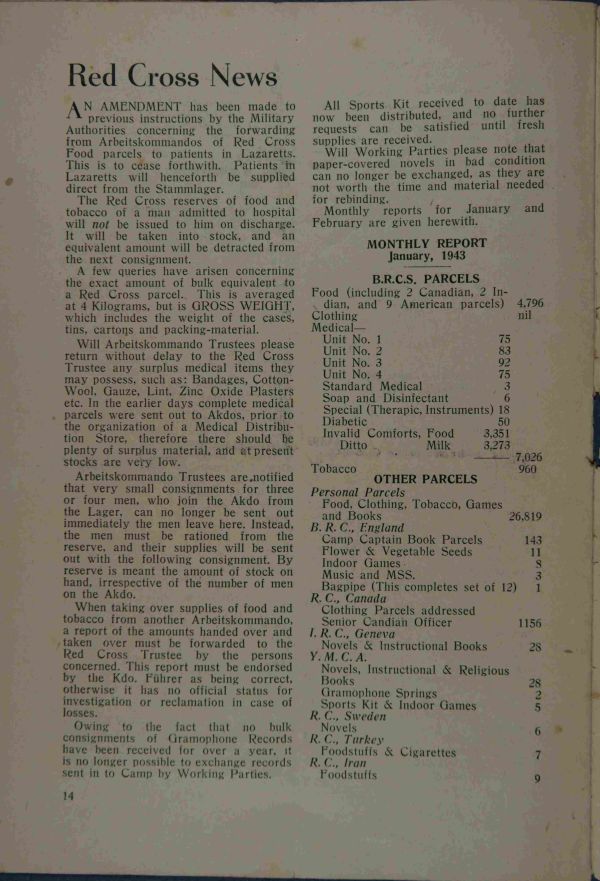 Red Cross News
AN AMENDMENT has been made to
previous instructions by the Military
Authorities concerning the forwarding
from Arbeitskommandos of Red Cross
Food parcels to patients in Lazaretts.
This is to cease forthwith. Patients in
Lazaretts will henceforth be supplied
direct from the Stammlager.
The Red Cross reserves of food and
tobacco of a man admitted to hospital
will not be issued to him on discharge.
It will be taken into stock, and an
equivalent amount will be detracted from
the next consignment.
A few queries have arisen concerning
the exact amount of bulk equivalent to
a Red Cross parcel. This is averaged
at 4 Kilograms, but is GROSS WEIGHT,
which includes the weight of the cases,
tins, cartons and packing-material.
Will Arbeitskommando Trustees please
return without delay to the Red Cross
Trustee any surplus medical items they
may possess, such as: Bandages, Cotton-
Wool, Gauze, Lint, Zinc Oxide Plasters
etc. In the earlier days complete medical
parcels were sent out to Akdos, prior to
the organization of a Medical Distribu-
tion Store, therefore there should be
plenty of surplus material, and at present
stocks are very low.
Arbeitskommando Trustees are notified
that very small consignments for three
or four men, who join the Akdo from
the Lager, can no longer be sent out
immediately the men leave here. Instead,
the men must be rationed from the
reserve, and their supplies will be sent
out with the following consignment. By
reserve is meant the amount of stock on
hand, irrespective of the number of men
on the Akdo.
When taking over supplies of food and
tobacco from another Arbeitskommando,
a report of the amounts handed over and
taken over must be forwarded to the
Red Cross Trustee by the persons
concerned. This report must be endorsed
by the Kdo. Führer as being correct,
otherwise it has no official status for
investigation or reclamation in case of
losses.
Owing to the fact that no bulk
consignments of Gramophone Records
have been received for over a year, it
is no longer possible to exchange records
sent in to Camp by Working Parties.
14
All Sports Kit received to date has
now been distributed, and no further
requests can be satisfied until fresh
supplies are received.
Will Working Parties please note that
paper-covered novels in bad condition
can no longer be exchanged, as they are
not worth the time and material needed
for rebinding.
Monthly reports for January and
February are given herewith.
MONTHLY REPORT
January, 1943
B.R.C.S. PARCELS
Food (including 2 Canadian, 2 In-
dian, and 9 American parcels) 4,796
Clothing nil
Medical—
Unit No. 1 75
Unit No. 2 83
Unit No. 3 92
Unit No. 4 75
Standard Medical 3
Soap and Disinfectant 6
Special (Therapic, Instruments) 18
Diabetic 50
Invalid Comforts, Food 3,351
Ditto Milk 3,273
7,026
Tobacco 960
OTHER PARCELS
Personal Parcels
Food, Clothing, Tobacco, Games
and Books 26,819
B. R. C., England
Camp Captain Book Parcels 143
Flower & Vegetable Seeds 11
Indoor Games 8
Music and MSS. 3
Bagpipe (This completes set of 12) 1
R. C., Canada
Clothing Parcels addressed
Senior Candian Officer 1156
I. R. C., Geneva
Novels & Instructional Books 28
Y. M. C. A.
Novels, Instructional & Religious
Books 28
Gramophone Springs 2
Sports Kit & Indoor Games 5
R. C., Sweden
Novels 6
R. C., Turkey
Foodstuffs & Cigarettes 7
R. C., Iran
Foodstuffs 9